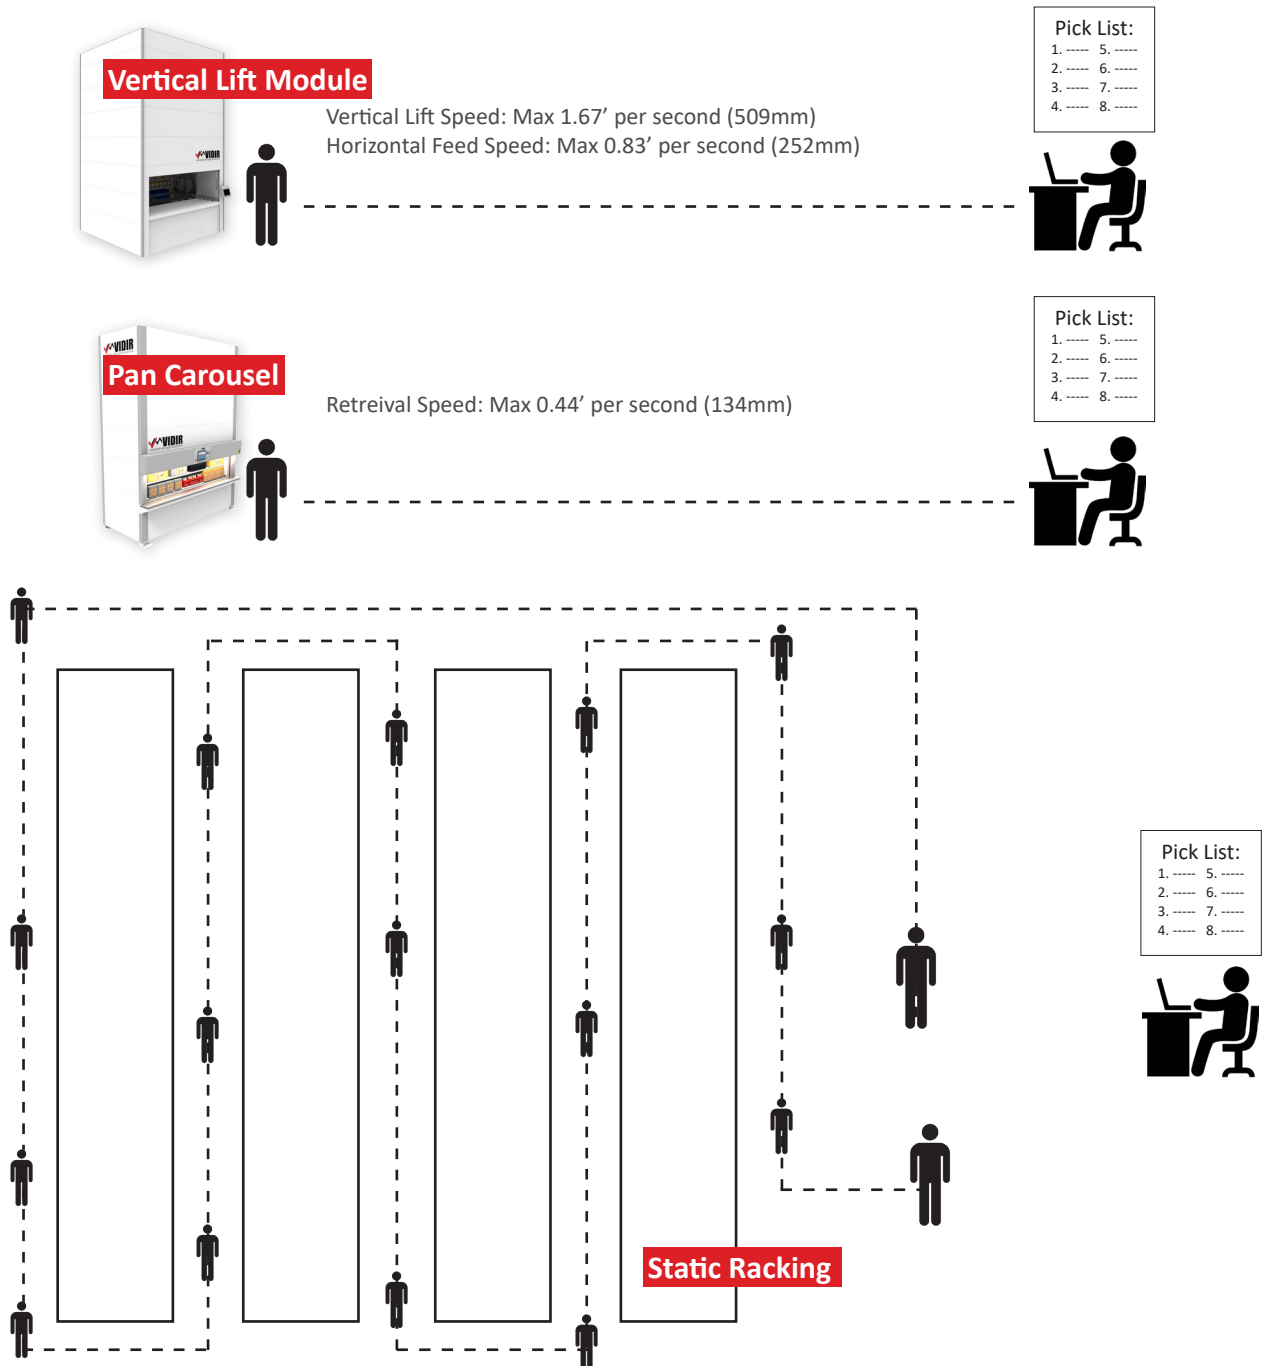 Vertical Lift Module
Vertical Lift Speed: Max 1.67’ per second (509mm)
Horizontal Feed Speed: Max 0.83’ per second (252mm)
VIDIR
Pick List:
1. ----- 5. -----
2. ----- 6. -----
3. ----- 7. -----
4. ----- 8. -----
VIDIR
Pan Carousel
Retreival Speed: Max 0.44’ per second (134mm)
VIDIR
Pick List:
1. ----- 5. -----
2. ----- 6. -----
3. ----- 7. -----
4. ----- 8. -----
Pick List:
1. ----- 5. -----
2. ----- 6. -----
3. ----- 7. -----
4. ----- 8. -----
Static Racking